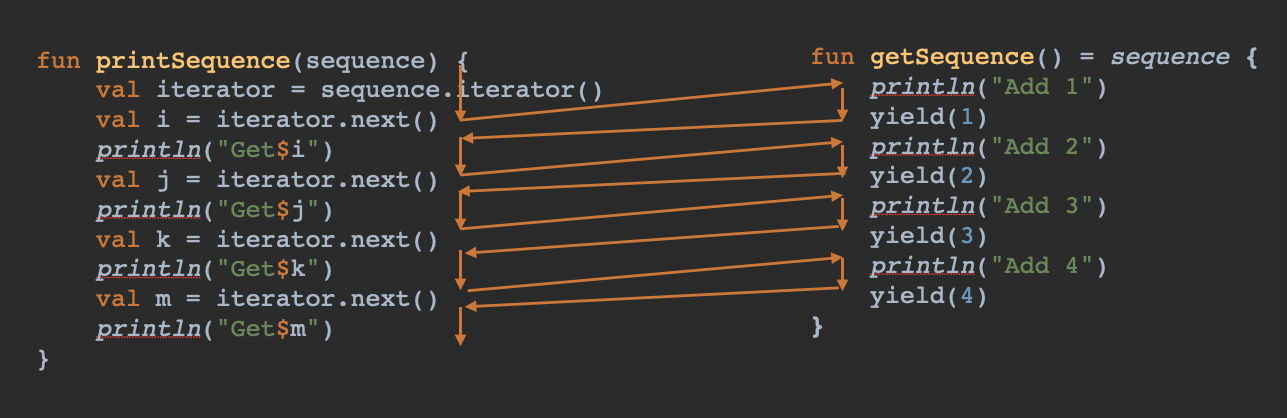 fun printSequence(sequence) {
val iterator = sequence.iterator()
val i = iterator.next()
println("Get$i")
val j = iterator.next()
println("Get$j")
val k = iterator.next()
println("Get$k")
val m = iterator.next()
println("Get$m")
}
fun getSequence() = sequence {
println("Add 1")
yield(1)
println("Add 2")
yield(2)
println("Add 3")
yield(3)
println("Add 4")
yield(4)
}